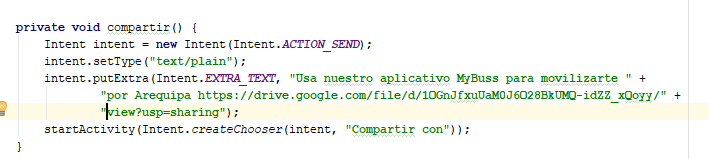 private void compartir() {
Intent intent = new Intent(Intent.ACTION_SEND);
intent.setType("text/plain");
intent.putExtra(Intent.EXTRA_TEXT, "Usa nuestro aplicativo MyBuss para movilizarte " +
"por Arequipa https://drive.google.com/file/d/1OGnJfxuUaM0J6O28BkUMQ-idZZ_xQoyy/" +
"view?usp=sharing");
startActivity(Intent.createChooser(intent, "Compartir con"));
}